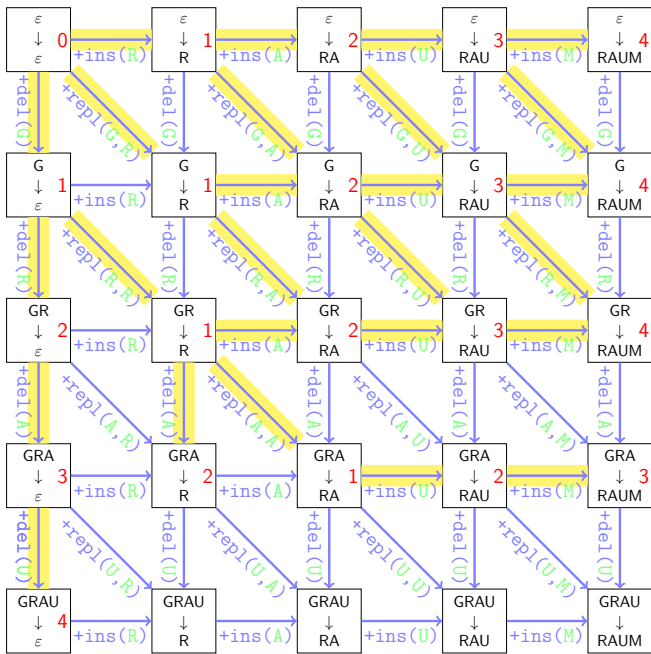 ε ε ε ε ε
↓ 0 ↓ 1 ↓ 2 ↓ 3 ↓ 4
ε +ins(R) R +ins(A) RA +ins(U) RAU +ins(M) RAUM
+del(G) +repl(G,R) +del(G) +repl(G,A) +del(G) +repl(G,U) +del(G) +repl(G,M) +del(G)
G G G G G
↓ 1 ↓ 1 ↓ 2 ↓ 3 ↓ 4
ε +ins(R) R +ins(A) RA +ins(U) RAU +ins(M) RAUM
+del(R) +repl(R,R) +del(R) +repl(R,A) +del(R) +repl(R,U) +del(R) +repl(R,M) +del(R)
GR GR GR GR GR
↓ 2 ↓ 1 ↓ 2 ↓ 3 ↓ 4
ε +ins(R) R +ins(A) RA +ins(U) RAU +ins(M) RAUM
+del(A) +repl(A,R) +del(A) +repl(A,A) +del(A) +repl(A,U) +del(A) +repl(A,M) +del(A)
GRA GRA GRA GRA GRA
↓ 3 ↓ 2 ↓ 1 ↓ 2 ↓ 3
ε +ins(R) R +ins(A) RA +ins(U) RAU +ins(M) RAUM
+del(U) +repl(U,R) +del(U) +repl(U,A) +del(U) +repl(U,U) +del(U) +repl(U,M) +del(U)
GRAU GRAU GRAU GRAU GRAU
↓ 4 ↓ ↓ ↓ ↓
ε +ins(R) R +ins(A) RA +ins(U) RAU +ins(M) RAUM